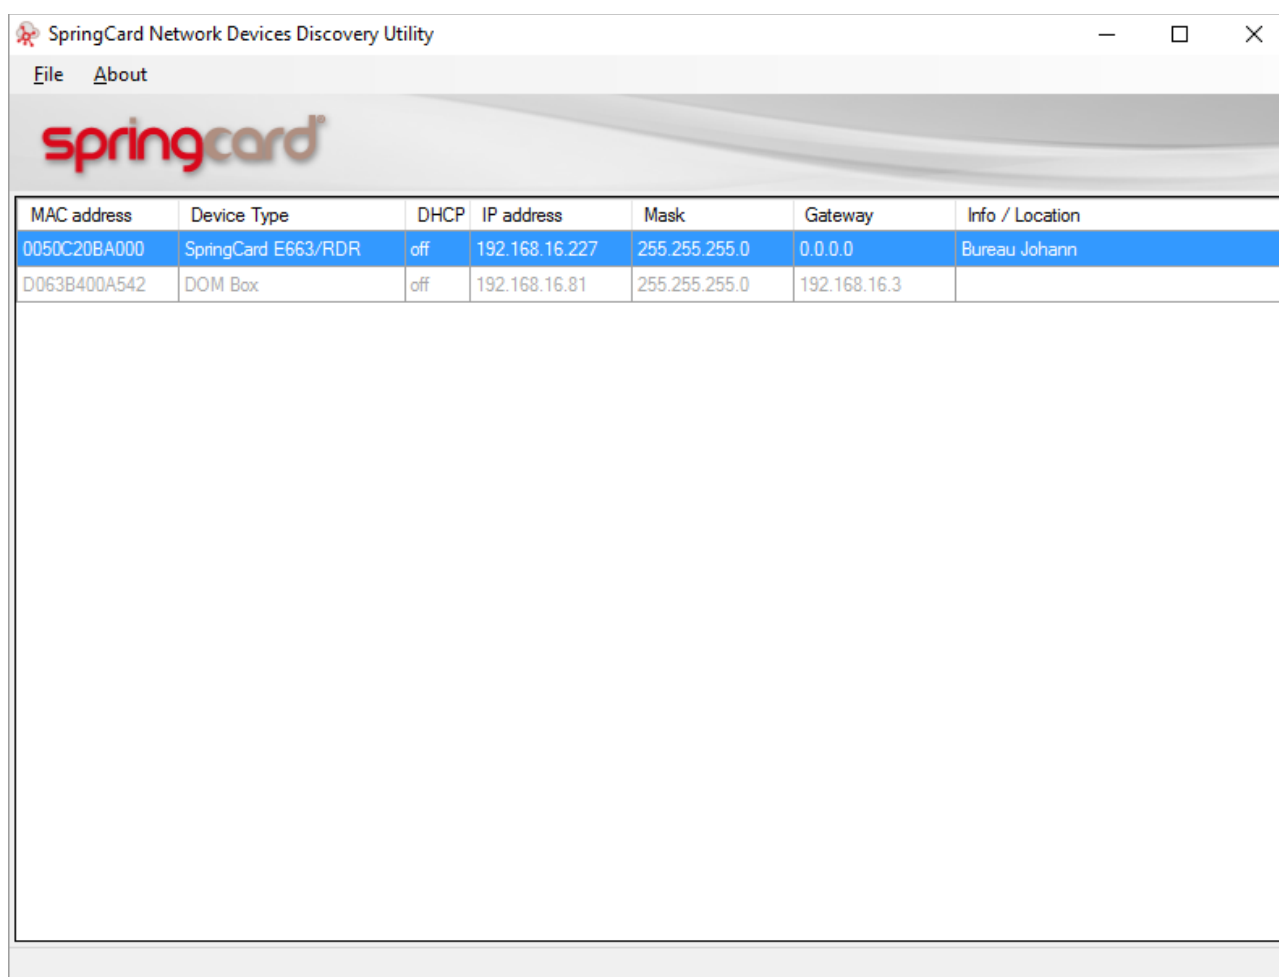 SpringCard Network Devices Discovery Utility
File About
springcard
MAC address Device Type DHCP IP address Mask Gateway Info / Location
0050C20BA000 SpringCard E663/RDR off 192.168.16.227 255.255.255.0 0.0.0.0 Bureau Johann
D063B400A542 DOM Box off 192.168.16.81 255.255.255.0 192.168.16.3